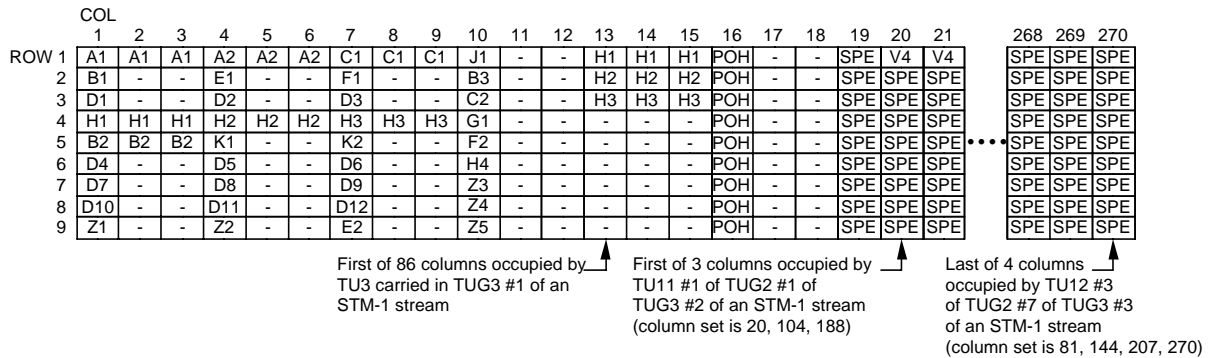 COL
1 2 3 4 5 6 7 8 9 10 11 12 13 14 15 16 17 18 19 20 21 268 269 270
ROW 1 A1 A1 A1 A2 A2 A2 C1 C1 C1 J1 - - H1 H1 H1 POH - - SPE V4 V4 SPE SPE SPE
2 B1 - - E1 - - F1 - - B3 - - H2 H2 H2 POH - - SPE SPE SPE SPE SPE SPE
3 D1 - - D2 - - D3 - - C2 - - H3 H3 H3 POH - - SPE SPE SPE SPE SPE SPE
4 H1 H1 H1 H2 H2 H2 H3 H3 H3 G1 - - - - - POH - - SPE SPE SPE SPE SPE SPE
5 B2 B2 B2 K1 - - K2 - - F2 - - - - - POH - - SPE SPE SPE •••• SPE SPE SPE
6 D4 - - D5 - - D6 - - H4 - - - - - POH - - SPE SPE SPE SPE SPE SPE
7 D7 - - D8 - - D9 - - Z3 - - - - - POH - - SPE SPE SPE SPE SPE SPE
8 D10 - - D11 - - D12 - - Z4 - - - - - POH - - SPE SPE SPE SPE SPE SPE
9 Z1 - - Z2 - - E2 - - Z5 - - - - - POH - - SPE SPE SPE SPE SPE SPE
First of 86 columns occupied by
TU3 carried in TUG3 #1 of an
STM-1 stream
First of 3 columns occupied by
TU11 #1 of TUG2 #1 of
TUG3 #2 of an STM-1 stream
(column set is 20, 104, 188)
Last of 4 columns
occupied by TU12 #3
of TUG2 #7 of TUG3 #3
of an STM-1 stream
(column set is 81, 144, 207, 270)